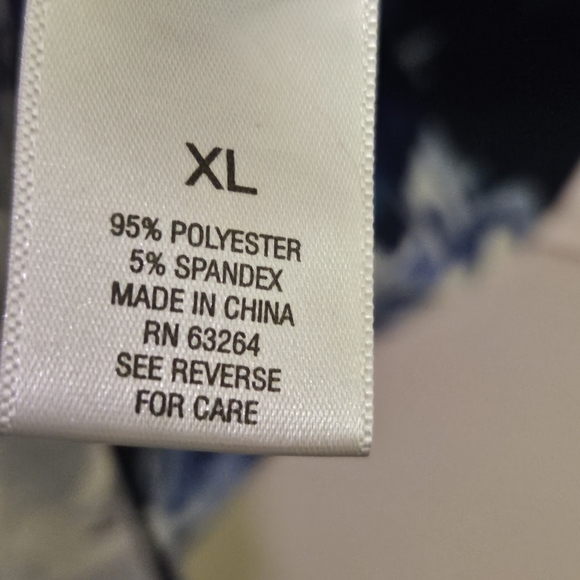 XL
95% POLYESTER
5% SPANDEX
MADE IN CHINA
RN 63264
SEE REVERSE
FOR CARE